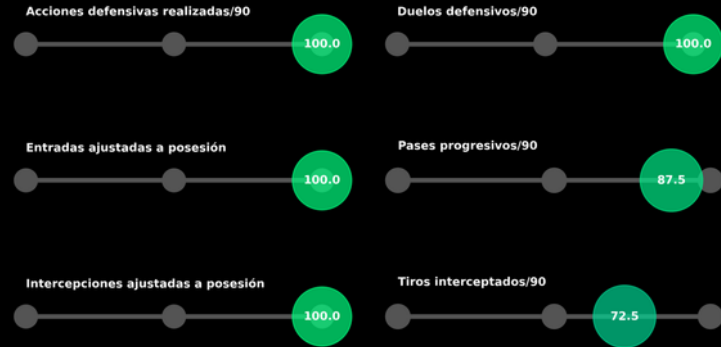 Acciones defensivas realizadas/90
100.0
Duelos defensivos/90
100.0
Entradas ajustadas a posesión
100.0
Pases progresivos/90
87.5
Intercepciones ajustadas a posesión
100.0
Tiros interceptados/90
72.5